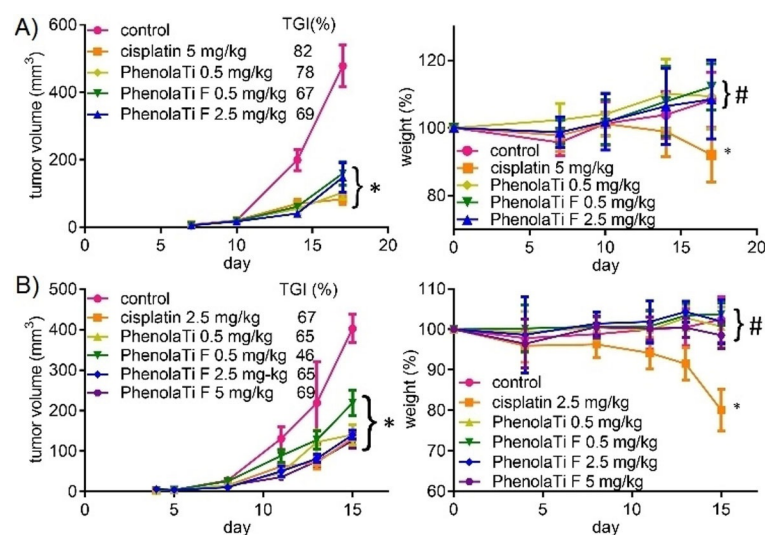 A)
TGI(%)
control
cisplatin 5 mg/kg 82
PhenolaTi 0.5 mg/kg 78
PhenolaTi F 0.5 mg/kg 67
PhenolaTi F 2.5 mg/kg 69
tumor volume (mm³)
600
400
200
0
} *
0 5 10 15 20
day
weight (%)
120
100
80
} #
*
control
cisplatin 5 mg/kg
PhenolaTi 0.5 mg/kg
PhenolaTi F 0.5 mg/kg
PhenolaTi F 2.5 mg/kg
0 5 10 15 20
day
B)
TGI (%)
control
cisplatin 2.5 mg/kg 67
PhenolaTi 0.5 mg/kg 65
PhenolaTi F 0.5 mg/kg 46
PhenolaTi F 2.5 mg-kg 65
PhenolaTi F 5 mg/kg 69
tumor volume (mm³)
500
400
300
200
100
0
} *
0 5 10 15
day
weight (%)
110
100
90
80
70
60
} #
*
control
cisplatin 2.5 mg/kg
PhenolaTi 0.5 mg/kg
PhenolaTi F 0.5 mg/kg
PhenolaTi F 2.5 mg/kg
PhenolaTi F 5 mg/kg
0 5 10 15
day